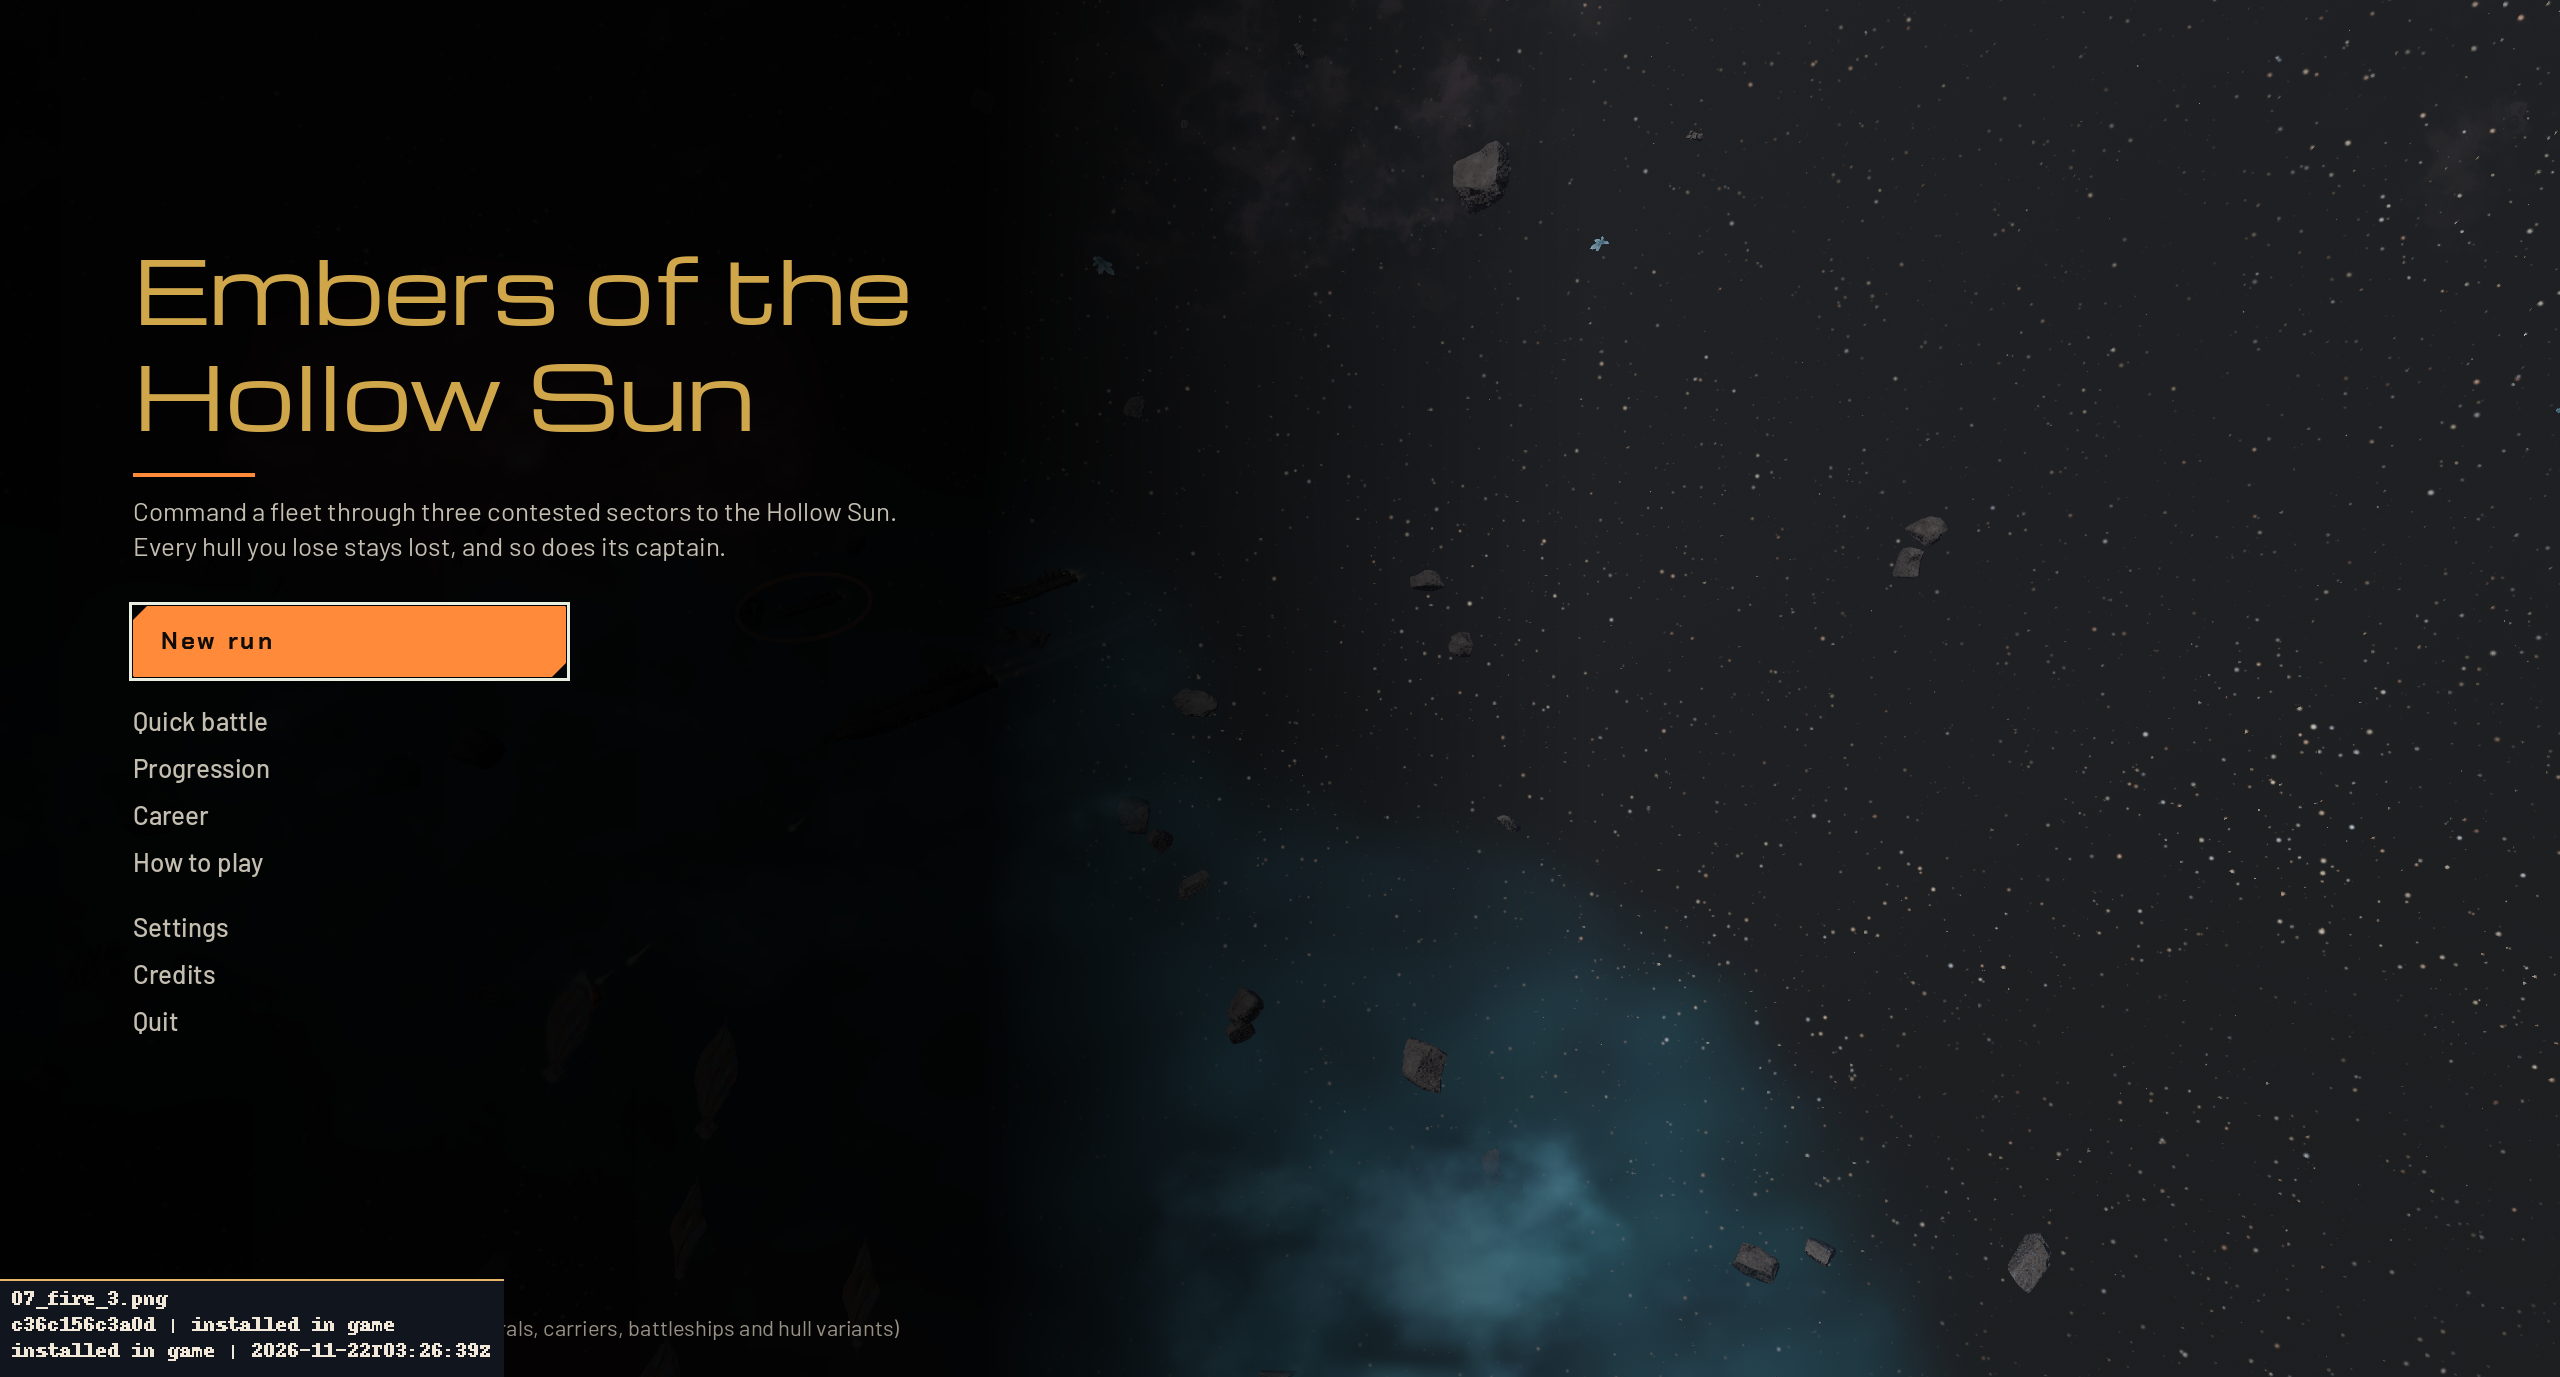 Embers of the
Hollow Sun
Command a fleet through three contested sectors to the Hollow Sun.
Every hull you lose stays lost, and so does its captain.
New run
Quick battle
Progression
Career
How to play
Settings
Credits
Quit
carriers, battleships and hull variants)
07_fire_3.png
c36c156c3a0d | installed in game
installed in game | 2026-11-22T03:26:39Z